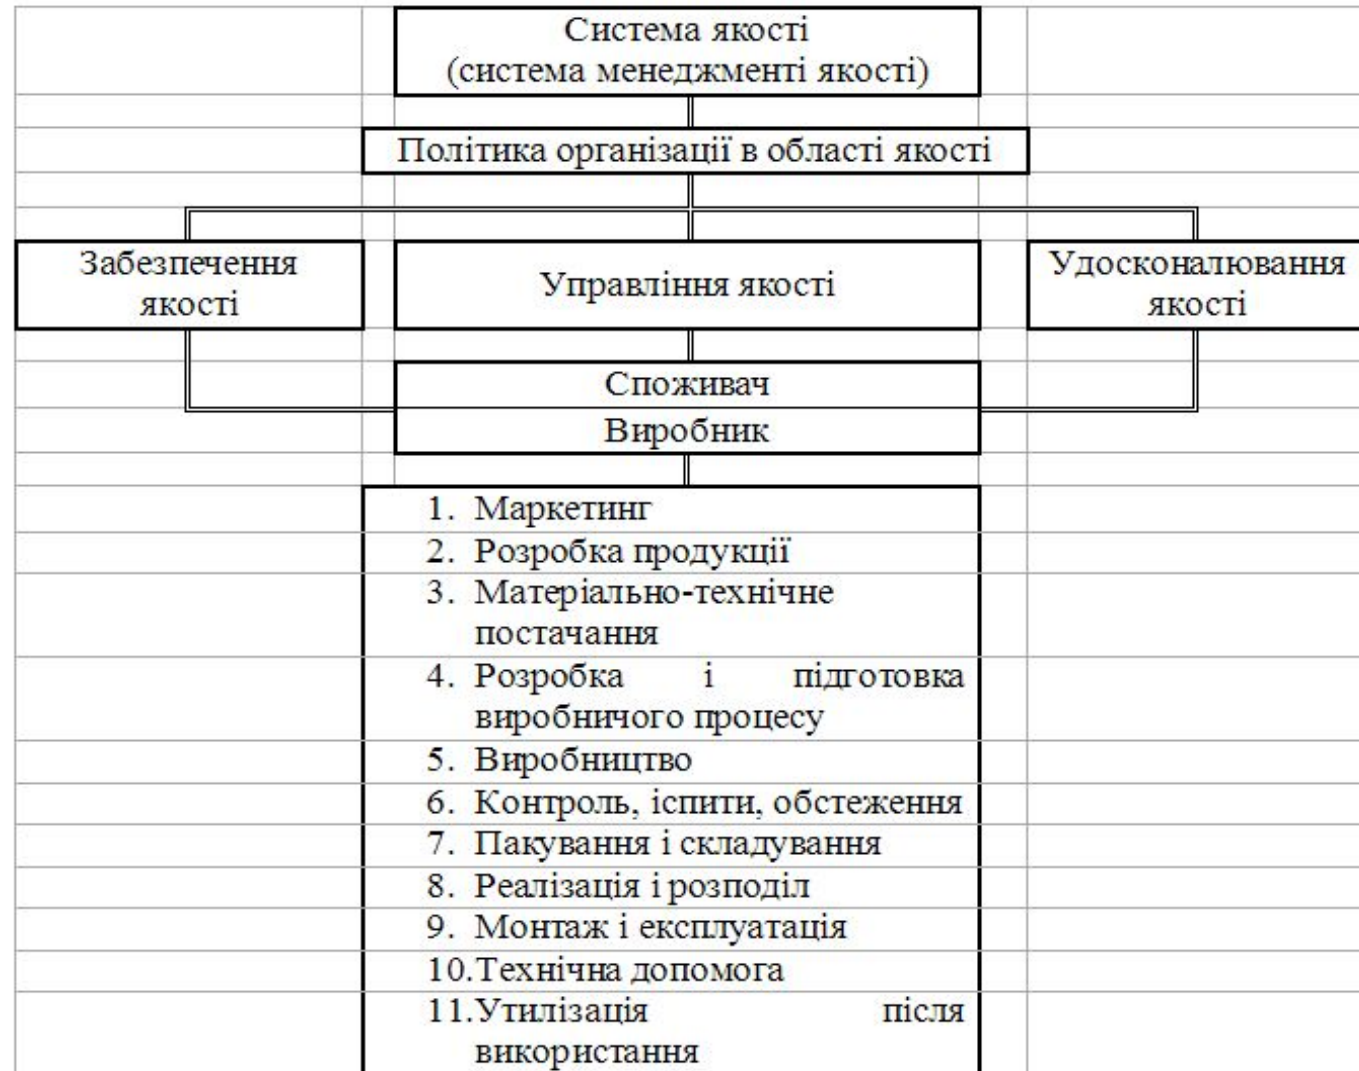 Система якості
(система менеджменті якості)
Політика організації в області якості
Забезпечення
якості
Управління якості
Удосконалювання
якості
Споживач
Виробник
1. Маркетинг
2. Розробка продукції
3. Матеріально-технічне
постачання
4. Розробка і підготовка
виробничого процесу
5. Виробництво
6. Контроль, іспити, обстеження
7. Пакування і складування
8. Реалізація і розподіл
9. Монтаж і експлуатація
10.Технічна допомога
11.Утилізація після
використання